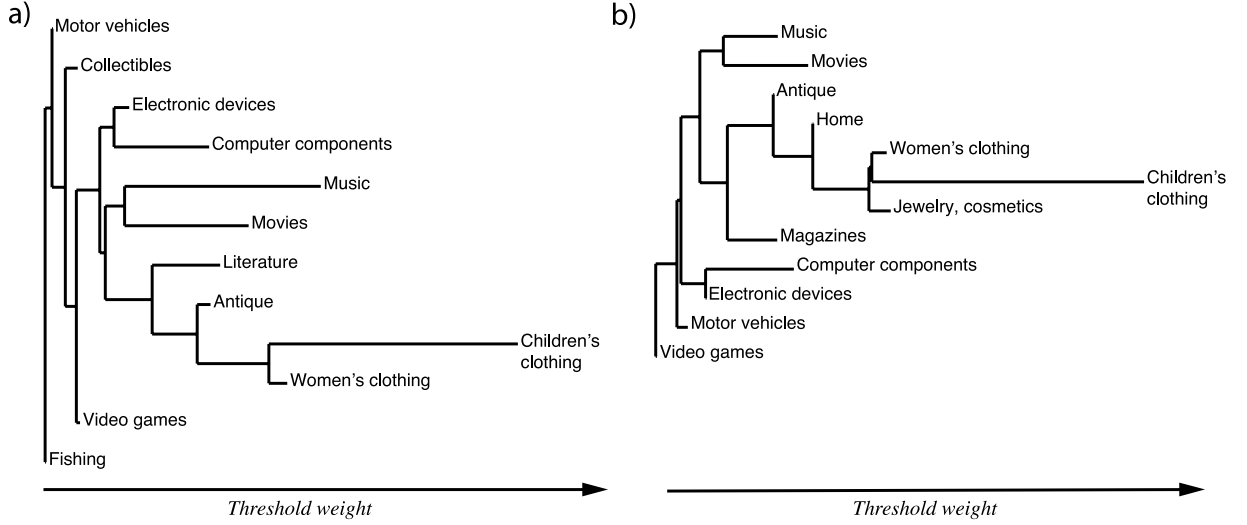 a)
Motor vehicles
Collectibles
Electronic devices
Computer components
Music
Movies
Literature
Antique
Children's
clothing
Women's clothing
Video games
Fishing
Threshold weight
b)
Music
Movies
Antique
Home
Women's clothing
Children's
clothing
Jewelry, cosmetics
Magazines
Computer components
Electronic devices
Motor vehicles
Video games
Threshold weight